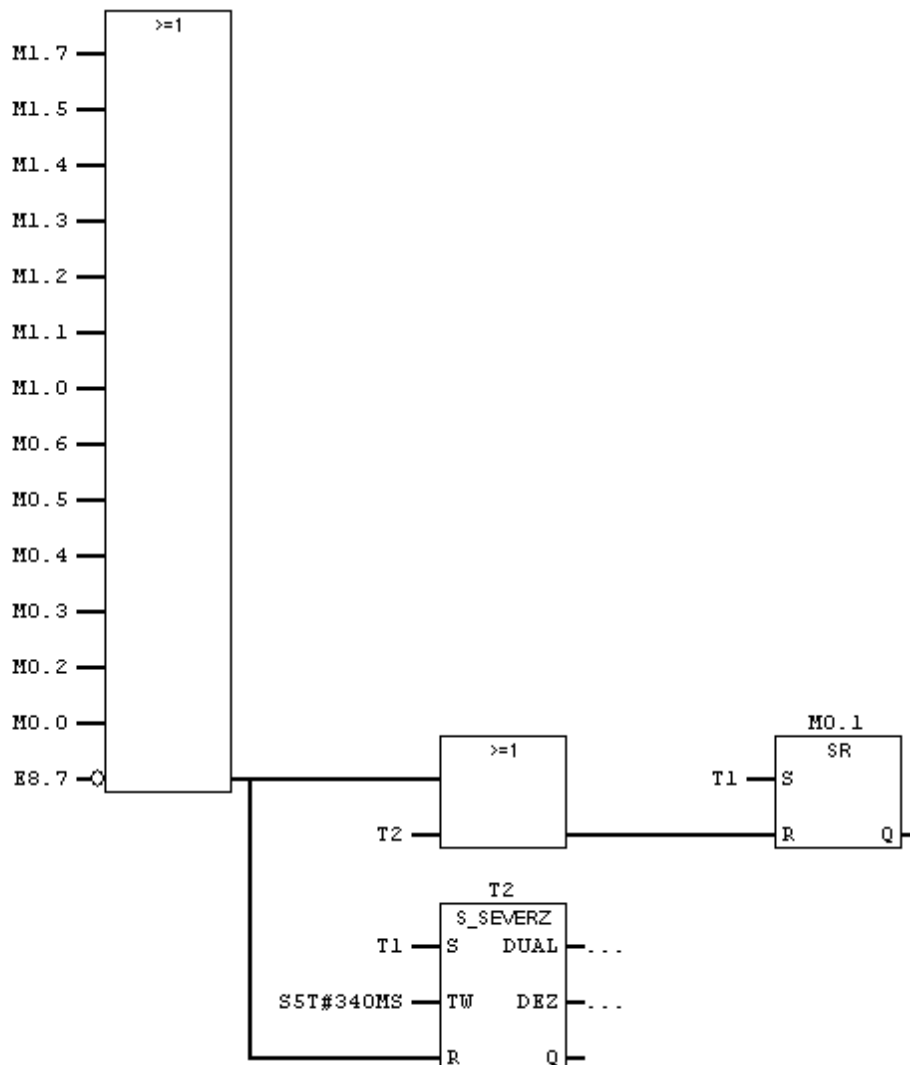 >=1
M1.7
M1.5
M1.4
M1.3
M1.2
M1.1
M1.0
M0.6
M0.5
M0.4
M0.3
M0.2
M0.0
E8.7
>=1
T2
M0.1
SR
T1 S
R Q
T2
S_SEVERZ
T1 S DUAL ...
S5T#340MS TW DEZ ...
R Q